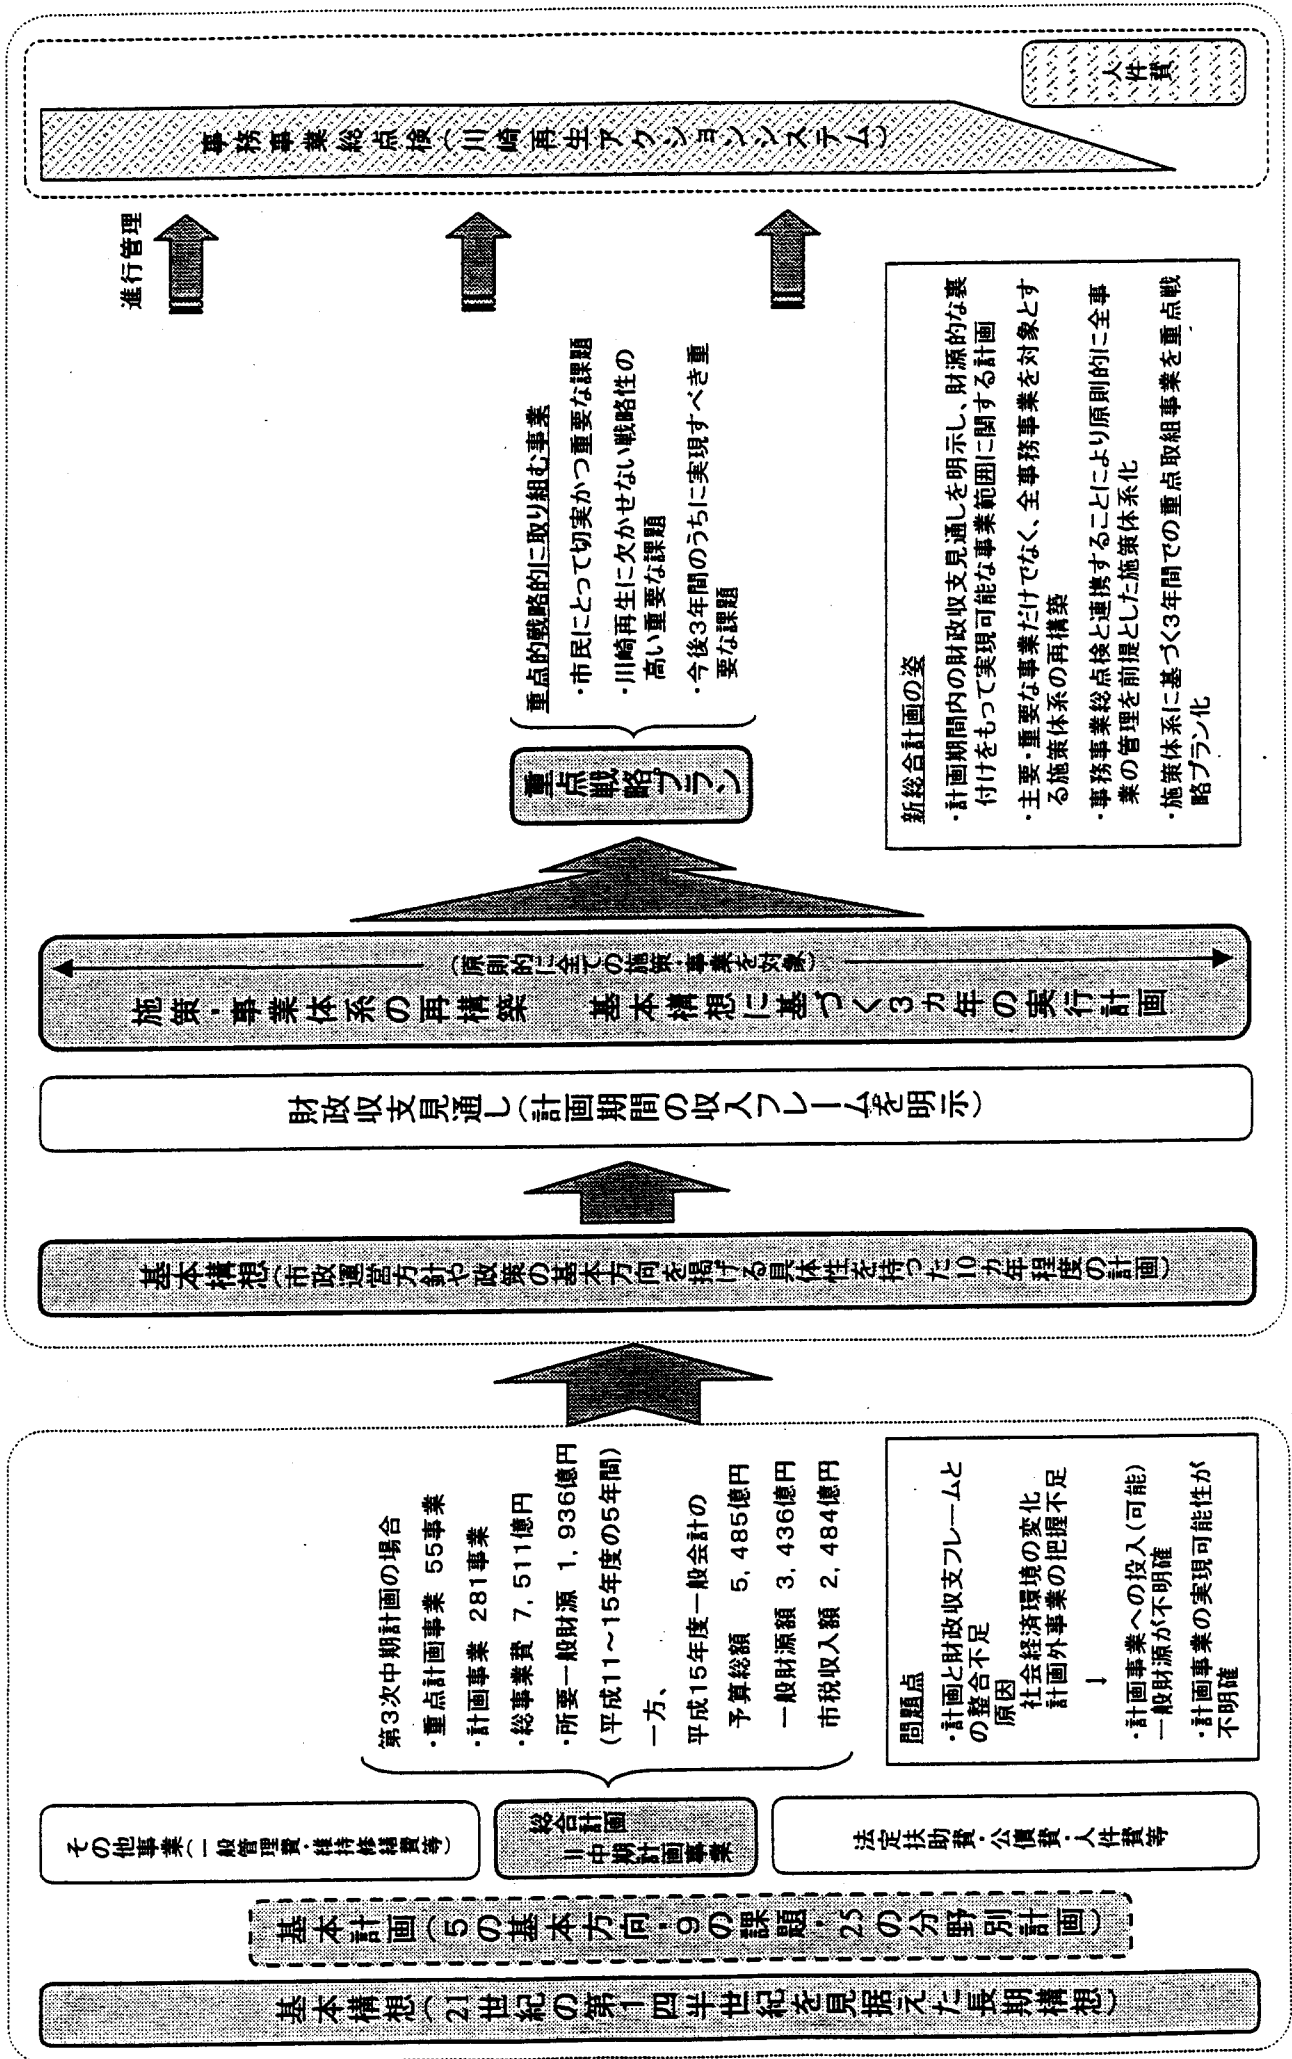 基本構想(21世紀の第1四半世紀を見据えた長期構想)
基本計画(5の基本方向・9の課題・25の分野別計画)
その他事業(一般管理費・維持修繕費等)
総合計画
=中期計画事業
法定扶助費・公債費・人件費等
第3次中期計画の場合
・重点計画事業 55事業
・計画事業 281事業
・総事業費 7,511億円
・所要一般財源 1,936億円
(平成11~15年度の5年間)
一方、
平成15年度一般会計の
予算総額 5,485億円
一般財源額 3,436億円
市税収入額 2,484億円
問題点
・計画と財政収支フレームと
の整合不足
原因
社会経済環境の変化
計画外事業の把握不足
↓
・計画事業への投入(可能)
一般財源が不明確
・計画事業の実現可能性が
不明確
基本構想(市政運営方針や政策の基本方向を掲げる具体性を持った10カ年程度の計画)
財政収支見通し(計画期間の収入フレームを明示)
施策・事業体系の再構築 基本構想に基づく3カ年の実行計画
(原則的に全ての施策・事業を対象)
重点戦略プラン
重点的戦略的に取り組む事業
・市民にとって切実かつ重要な課題
・川崎再生に欠かせない戦略性の
高い重要な課題
・今後3年間のうちに実現すべき重
要な課題
新総合計画の姿
・計画期間内の財政収支見通しを明示し、財源的な裏
付けをもって実現可能な事業範囲に関する計画
・主要・重要な事業だけでなく、全事務事業を対象とす
る施策体系の再構築
・事務事業総点検と連携することにより原則的に全事
業の管理を前提とした施策体系化
・施策体系に基づく3年間での重点取組事業を重点戦
略プラン化
進行管理
事務事業総点検(川崎再生アクションシステム)
人件費